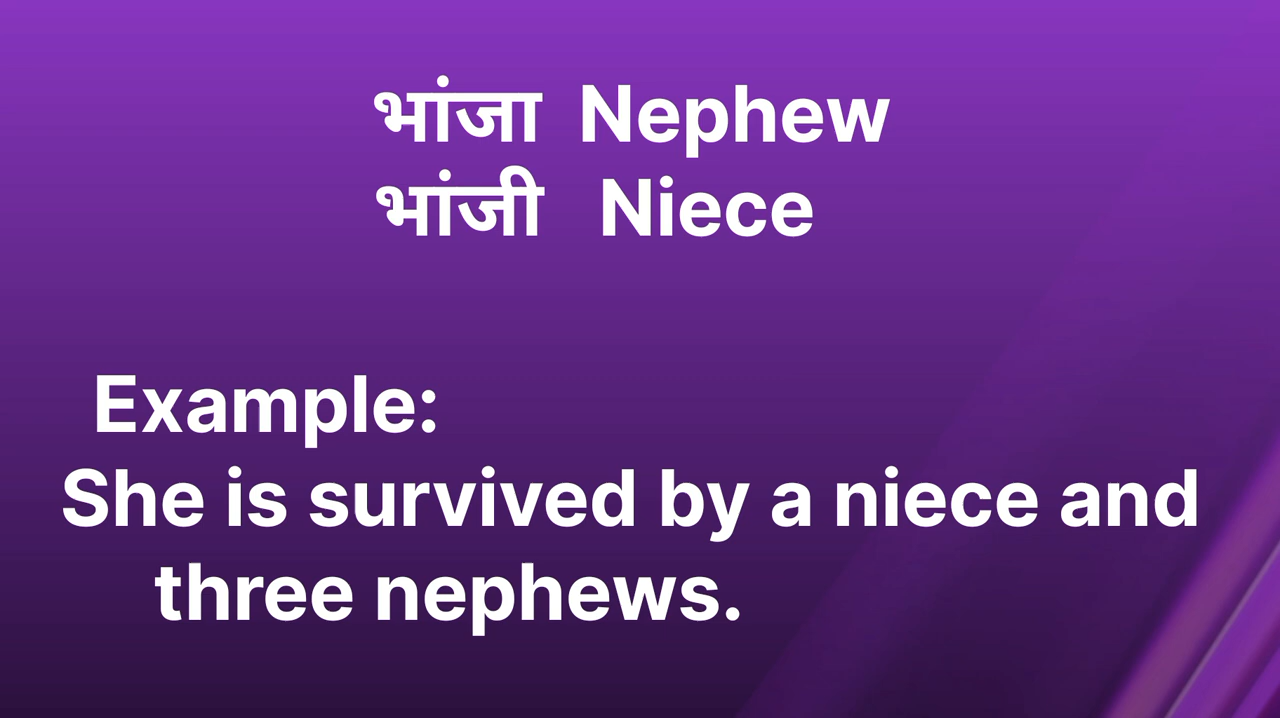 भांजा Nephew
भांजी Niece
Example:
She is survived by a niece and
three nephews.